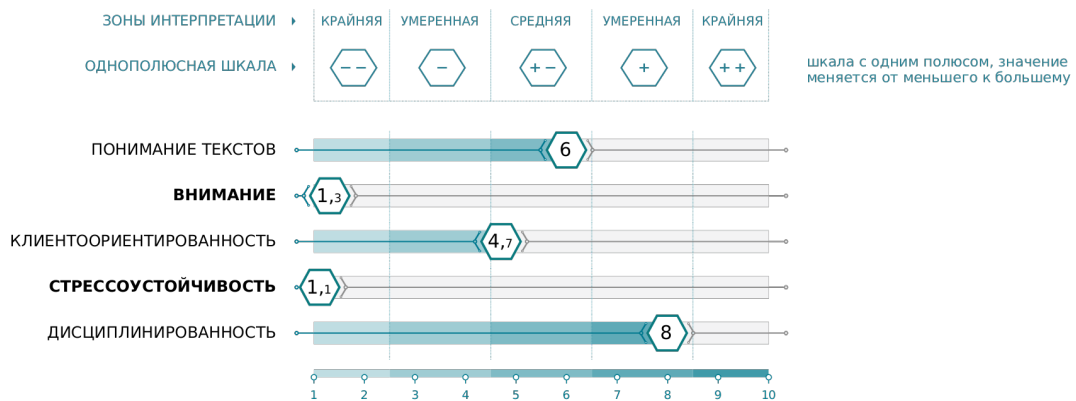 ЗОНЫ ИНТЕРПРЕТАЦИИ КРАЙНЯЯ УМЕРЕННАЯ СРЕДНЯЯ УМЕРЕННАЯ КРАЙНЯЯ
ОДНОПОЛЮСНАЯ ШКАЛА − − − + − + + +
шкала с одним полюсом, значение
меняется от меньшего к большему
ПОНИМАНИЕ ТЕКСТОВ 6
ВНИМАНИЕ 1,3
КЛИЕНТООРИЕНТИРОВАННОСТЬ 4,7
СТРЕССОУСТОЙЧИВОСТЬ 1,1
ДИСЦИПЛИНИРОВАННОСТЬ 8
1 2 3 4 5 6 7 8 9 10